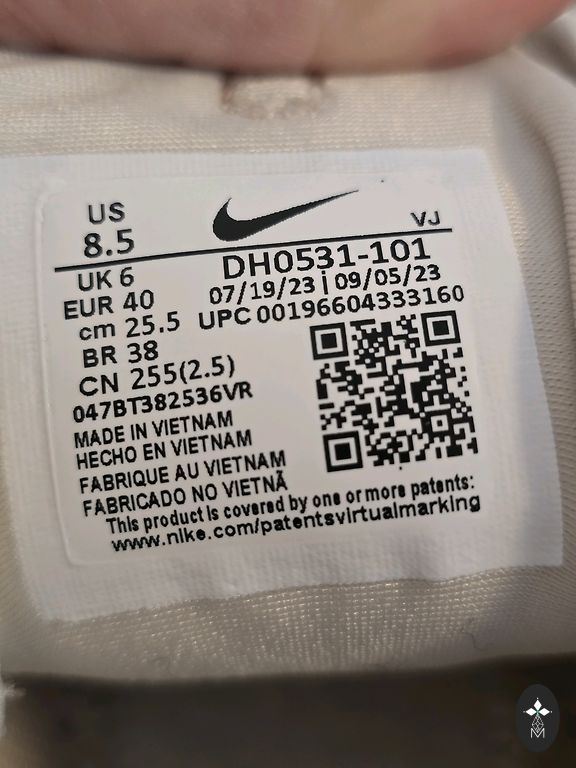 US
8.5
VJ
UK 6
DH0531-101
EUR 40
07/19/23 | 09/05/23
cm 25.5
UPC 00196604333160
BR 38
CN 255(2.5)
047BT382536VR
MADE IN VIETNAM
HECHO EN VIETNAM
FABRIQUE AU VIETNAM
FABRICADO NO VIETNÃ
This product is covered by one or more patents:
www.nike.com/patentsvirtualmarking
M